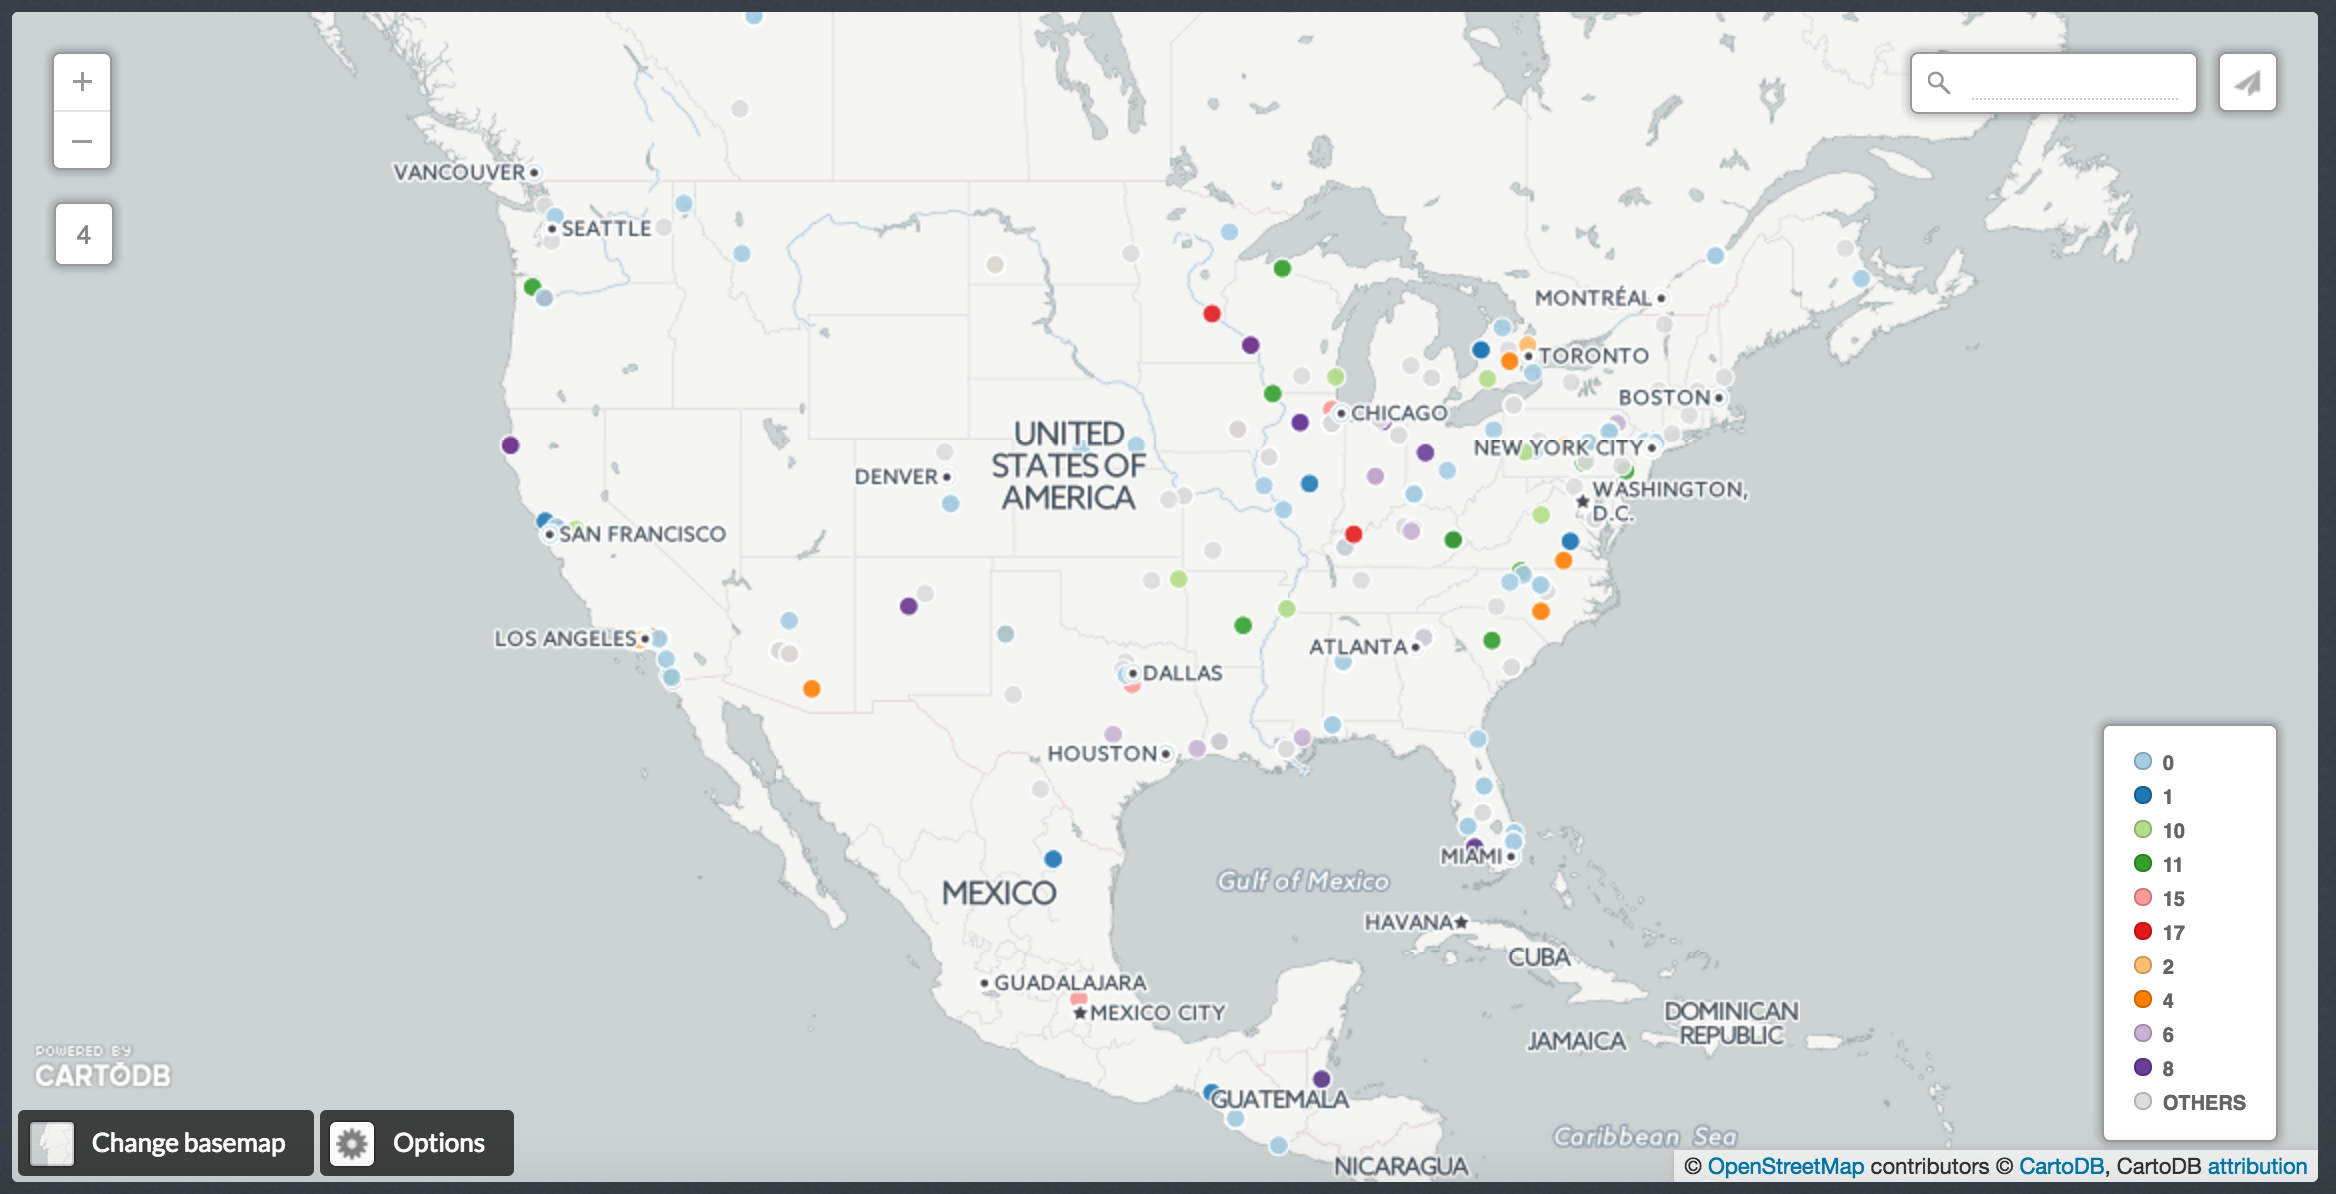 +
−
4
VANCOUVER
SEATTLE
MONTRÉAL
TORONTO
BOSTON
CHICAGO
NEW YORK CITY
UNITED
STATES OF
AMERICA
DENVER
WASHINGTON,
D.C.
SAN FRANCISCO
LOS ANGELES
ATLANTA
DALLAS
HOUSTON
MIAMI
Gulf of Mexico
MEXICO
HAVANA
CUBA
GUADALAJARA
MEXICO CITY
DOMINICAN
REPUBLIC
JAMAICA
GUATEMALA
Caribbean Sea
NICARAGUA
0
1
10
11
15
17
2
4
6
8
OTHERS
POWERED BY
CARTODB
Change basemap
Options
© OpenStreetMap contributors © CartoDB, CartoDB attribution